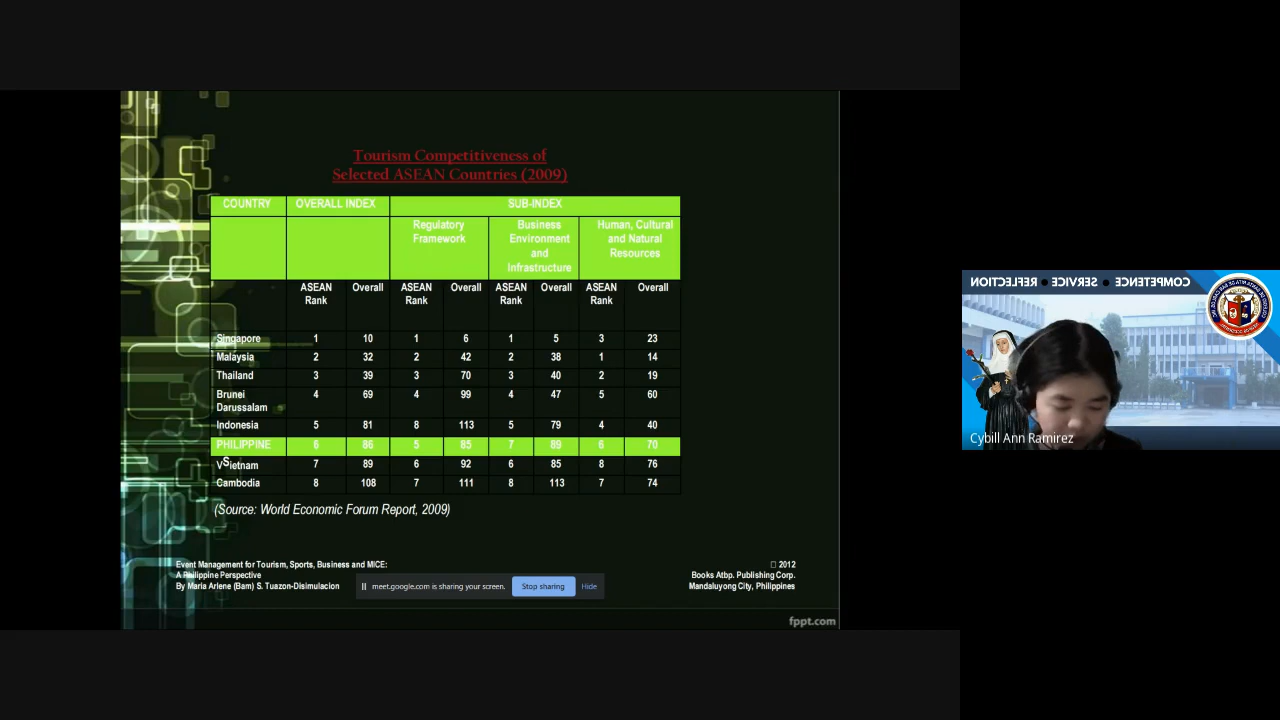 Tourism Competitiveness of
Selected ASEAN Countries (2009)
COUNTRY OVERALL INDEX SUB-INDEX
Regulatory Framework Business Environment and Infrastructure Human, Cultural and Natural Resources
ASEAN Rank Overall ASEAN Rank Overall ASEAN Rank Overall ASEAN Rank Overall
Singapore 1 10 1 6 1 5 3 23
Malaysia 2 32 2 42 2 38 1 14
Thailand 3 39 3 70 3 40 2 19
Brunei Darussalam 4 69 4 99 4 47 5 60
Indonesia 5 81 8 113 5 79 4 40
PHILIPPINES 6 86 5 85 7 89 6 70
Vietnam 7 89 6 92 6 85 8 76
Cambodia 8 108 7 111 8 113 7 74
(Source: World Economic Forum Report, 2009)
Event Management for Tourism, Sports, Business and MICE:
A Philippine Perspective
By Maria Arlene (Bam) S. Tuazon-Disimulacion
2012
Books Atbp. Publishing Corp.
Mandaluyong City, Philippines
meet.google.com is sharing your screen. Stop sharing Hide
fppt.com
COMPETENCE • SERVICE • REFLECTION
Cybill Ann Ramirez